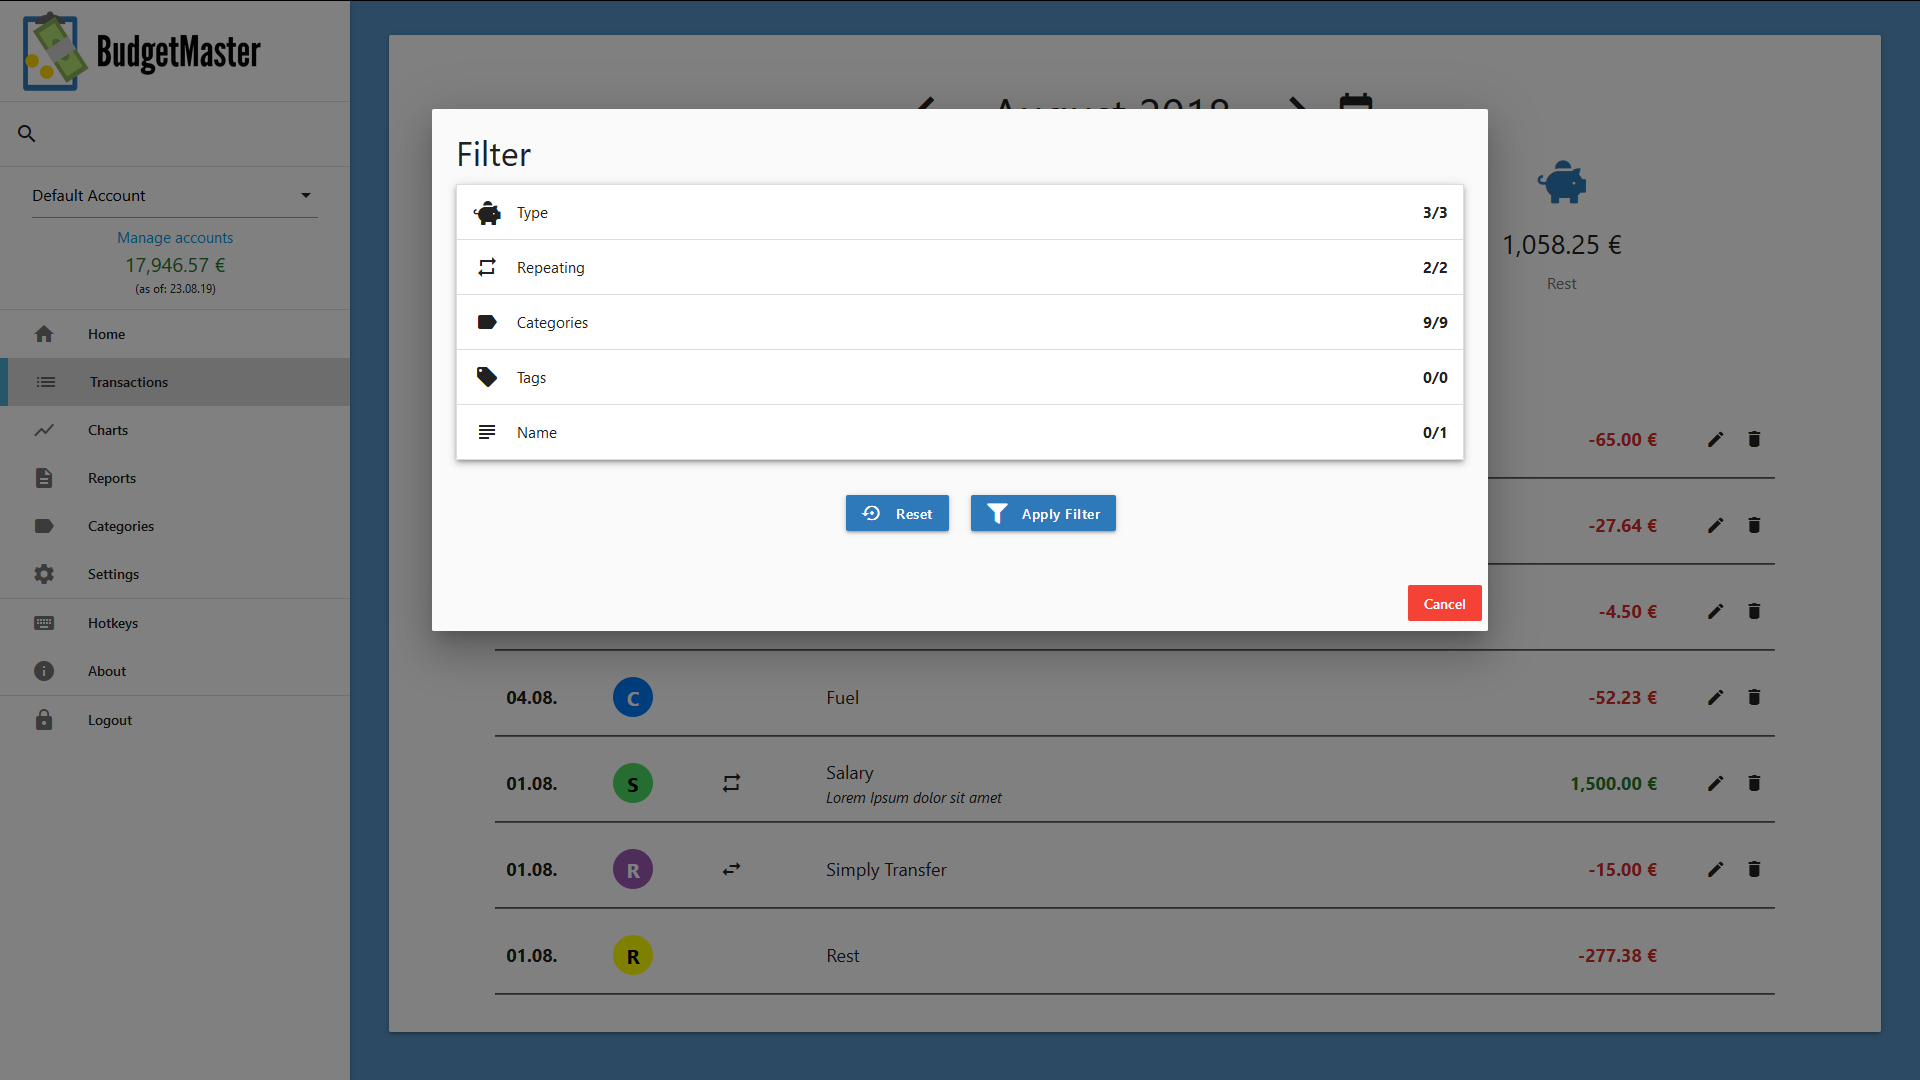 BudgetMaster
Default Account
Manage accounts
17,946.57 €
(as of: 23.08.19)
Home
Transactions
Charts
Reports
Categories
Settings
Hotkeys
About
Logout
August 2018
Filter
Type 3/3
Repeating 2/2
Categories 9/9
Tags 0/0
Name 0/1
Reset Apply Filter
Cancel
1,058.25 €
Rest
-65.00 €
-27.64 €
-4.50 €
04.08. C Fuel -52.23 €
01.08. S Salary 1,500.00 €
Lorem Ipsum dolor sit amet
01.08. R Simply Transfer -15.00 €
01.08. R Rest -277.38 €